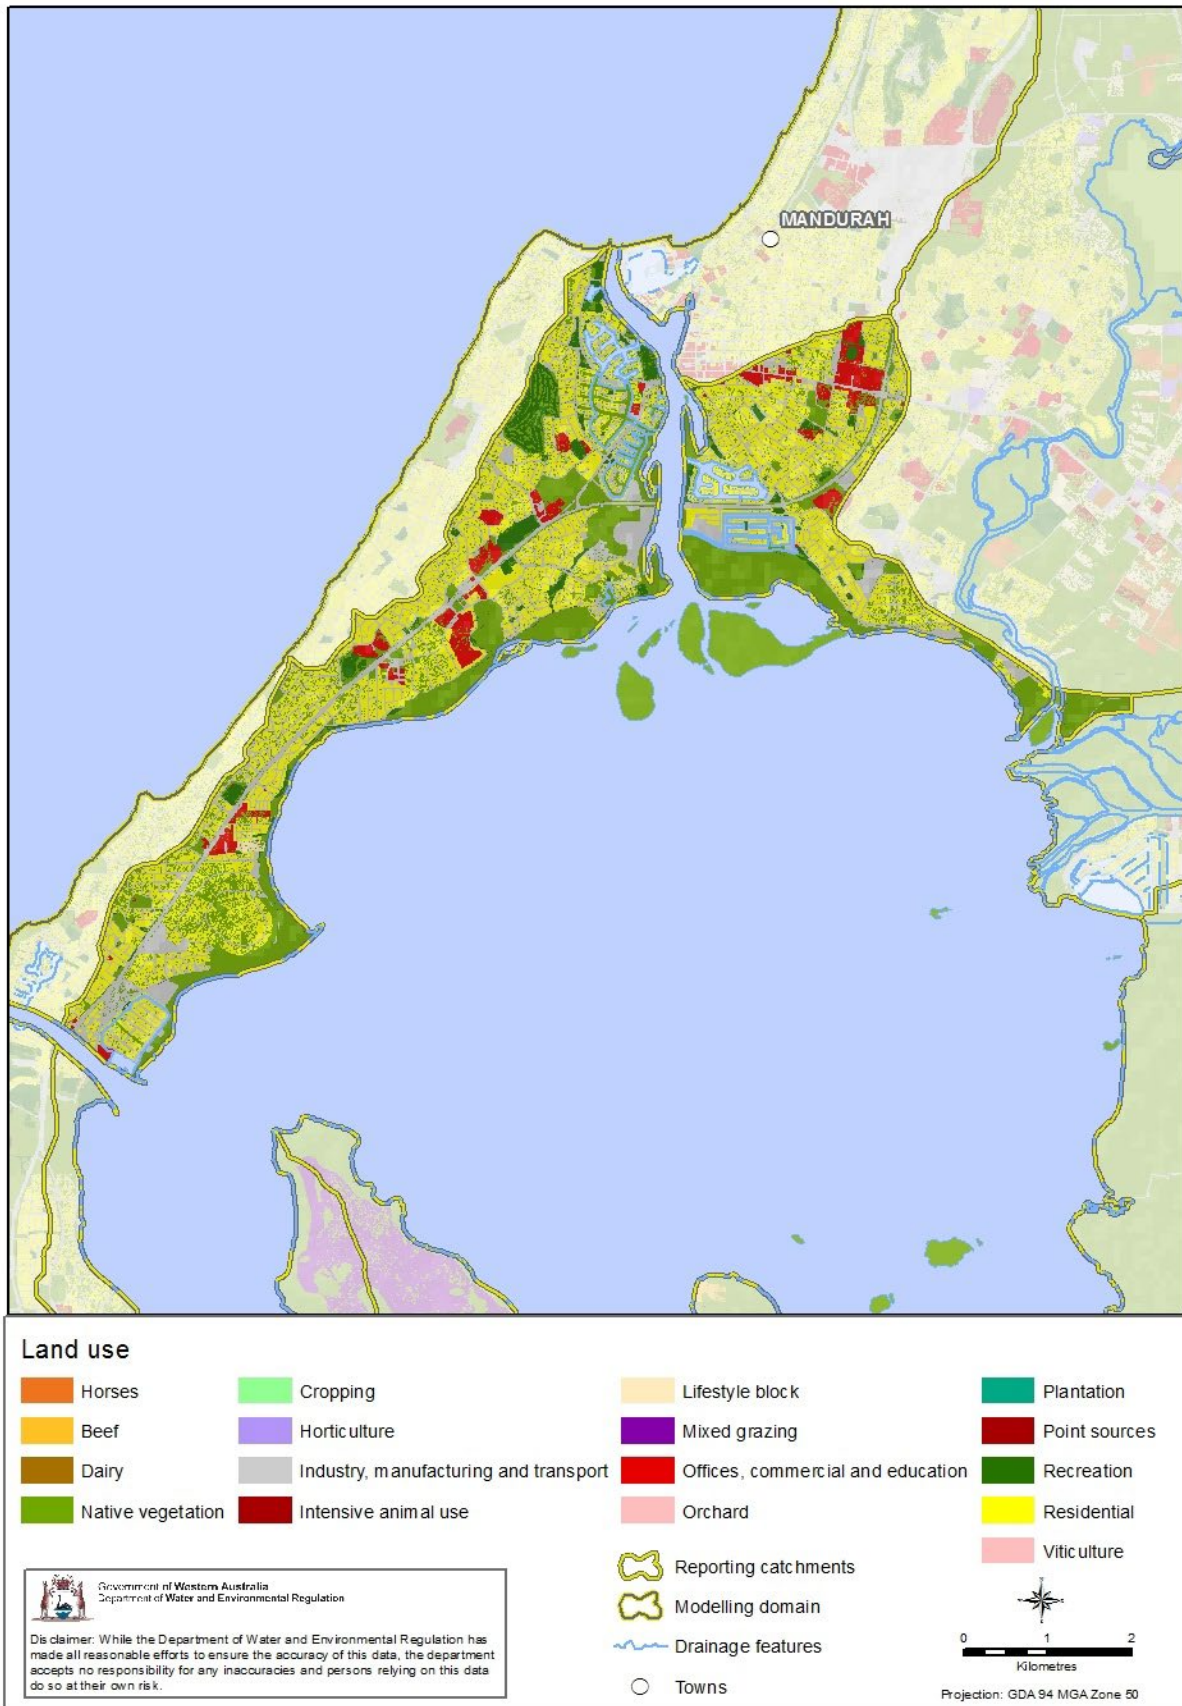 MANDURAH
Land use
Horses
Beef
Dairy
Native vegetation
Cropping
Horticulture
Industry, manufacturing and transport
Intensive animal use
Lifestyle block
Mixed grazing
Offices, commercial and education
Orchard
Plantation
Point sources
Recreation
Residential
Viticulture
Reporting catchments
Modelling domain
Drainage features
Towns
Government of Western Australia
Department of Water and Environmental Regulation
Disclaimer: While the Department of Water and Environmental Regulation has
made all reasonable efforts to ensure the accuracy of this data, the department
accepts no responsibility for any inaccuracies and persons relying on this data
do so at their own risk.
0 1 2
Kilometres
Projection: GDA 94 MGA Zone 50